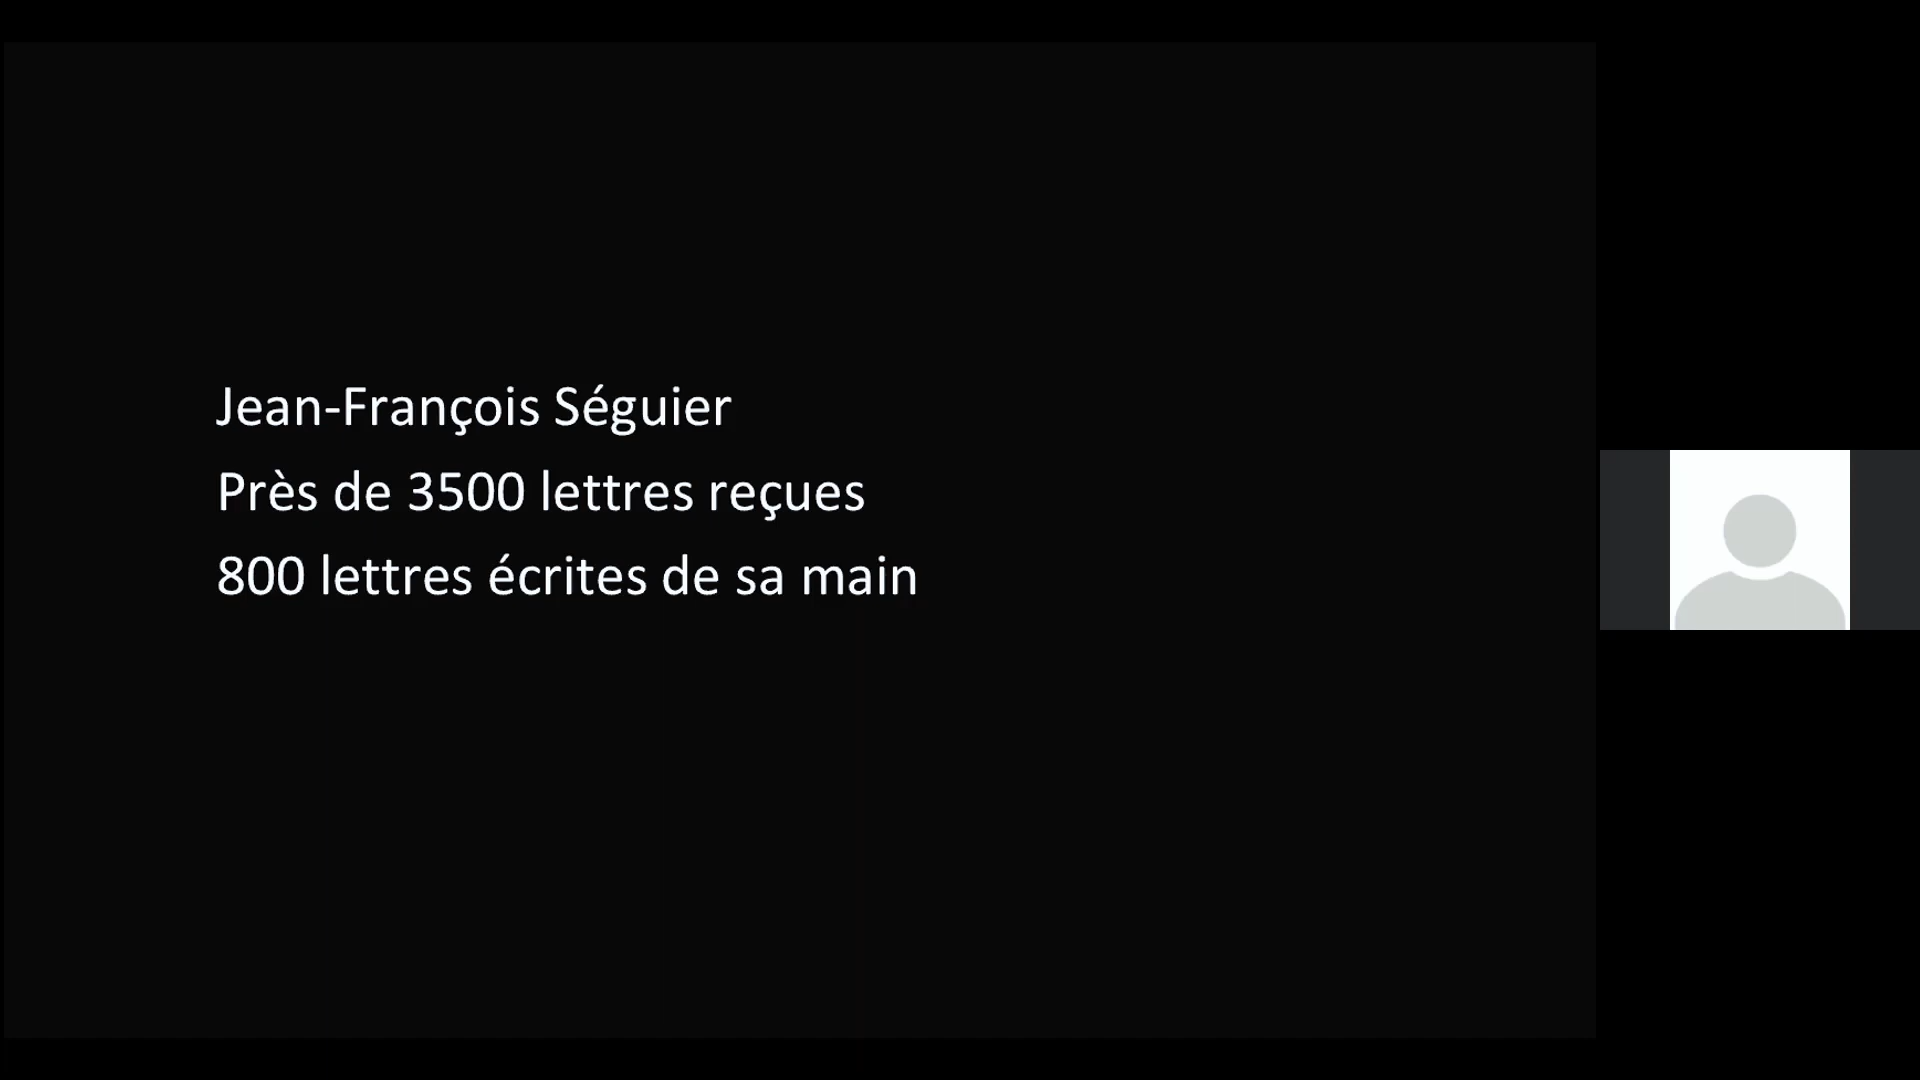 Jean-François Séguier
Près de 3500 lettres reçues
800 lettres écrites de sa main